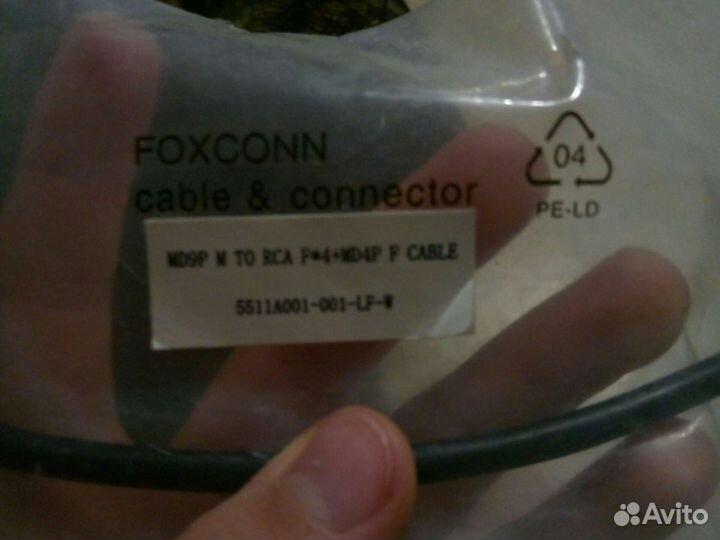 FOXCONN
cable & connector
04
PE-LD
MD9P M TO RCA F*4+MD4P F CABLE
5511A001-001-LF-W
Avito